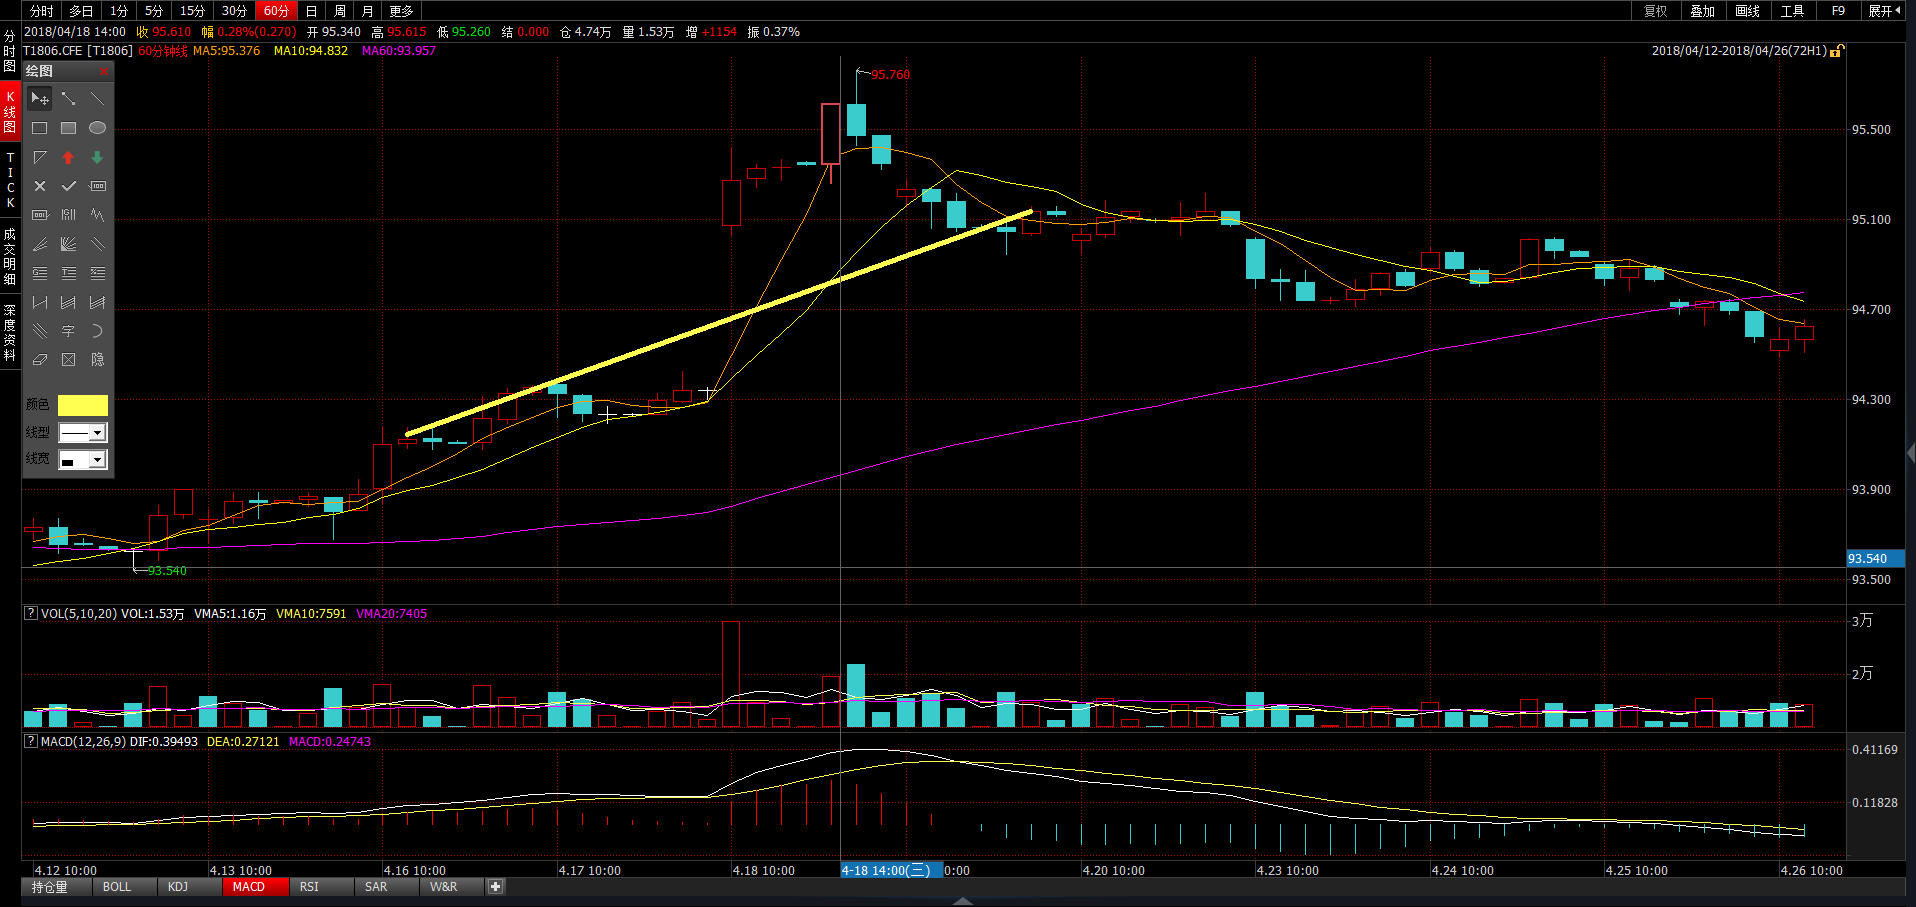 分时 多日 1分 5分 15分 30分 60分 日 周 月 更多 复权 叠加 画线 工具 F9 展开
2018/04/18 14:00 收 95.610 幅 0.28%(0.270) 开 95.340 高 95.615 低 95.260 结 0.000 仓 4.74万 量 1.53万 增 +1154 振 0.37%
T1806.CFE [T1806] 60分钟线 MA5:95.376 MA10:94.832 MA60:93.957 2018/04/12-2018/04/26(72H1)
分时图
K线图
TICK
成交明细
深度资料
绘图
字
隐
颜色
线型
线宽
95.760
93.540
95.500
95.100
94.700
94.300
93.900
93.540
93.500
? VOL(5,10,20) VOL:1.53万 VMA5:1.16万 VMA10:7591 VMA20:7405
3万
2万
? MACD(12,26,9) DIF:0.39493 DEA:0.27121 MACD:0.24743
0.41169
0.11828
4.12 10:00 4.13 10:00 4.16 10:00 4.17 10:00 4.18 10:00 4-18 14:00(三) 0:00 4.20 10:00 4.23 10:00 4.24 10:00 4.25 10:00 4.26 10:00
持仓量 BOLL KDJ MACD RSI SAR W&R